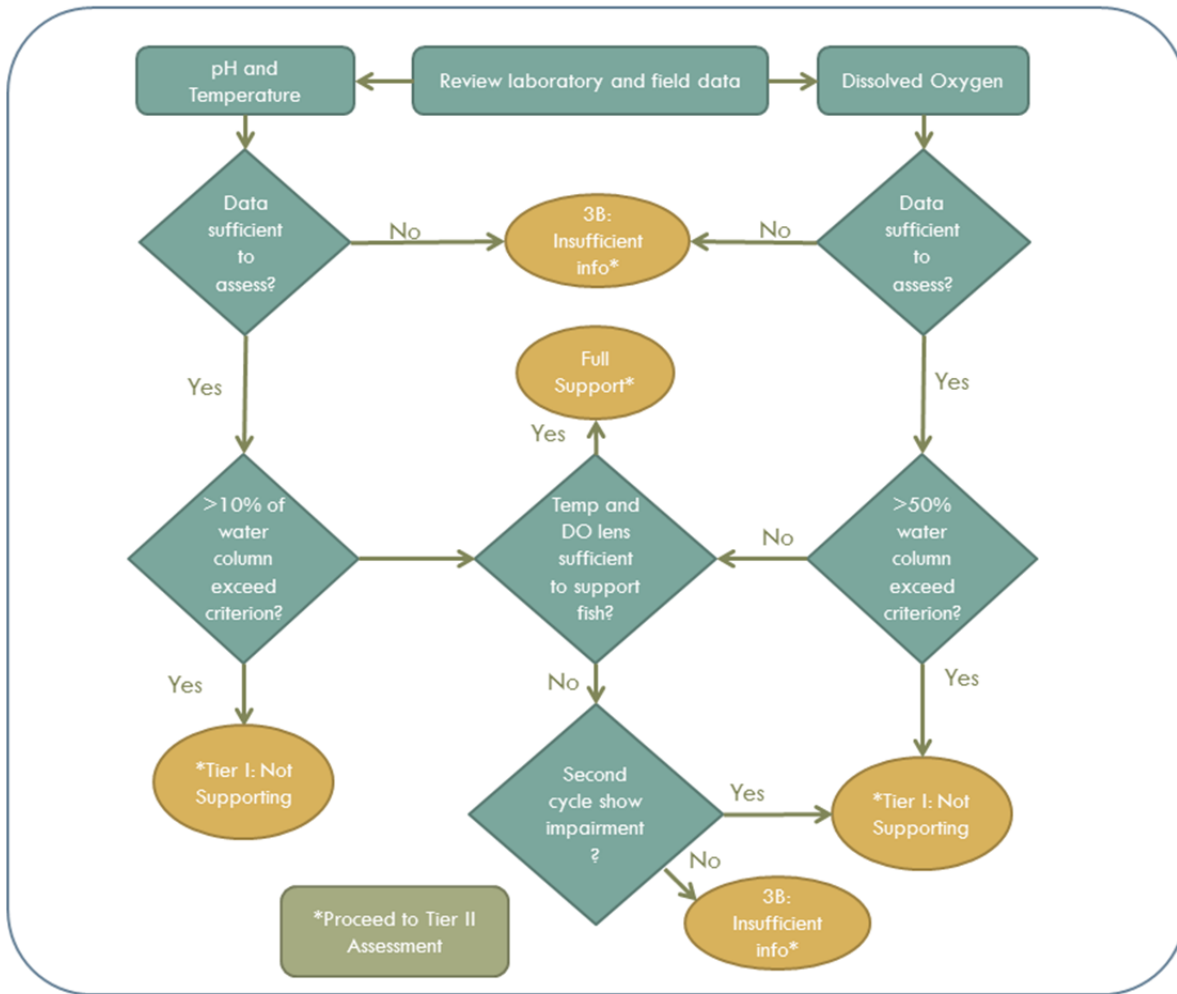 pH and
Temperature
Review laboratory and field data
Dissolved Oxygen
Data
sufficient
to
assess?
No
3B:
Insufficient
info*
No
Data
sufficient
to
assess?
Yes
Full
Support*
Yes
Yes
>10% of
water
column
exceed
criterion?
Temp and
DO lens
sufficient
to support
fish?
No
>50%
water
column
exceed
criterion?
Yes
No
Yes
*Tier I: Not
Supporting
Second
cycle show
impairment
?
Yes
*Tier I: Not
Supporting
No
3B:
Insufficient
info*
*Proceed to Tier II
Assessment